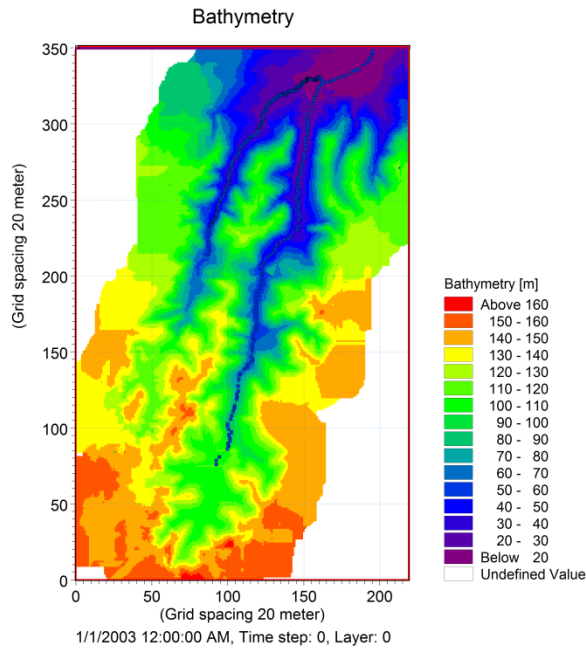 Bathymetry
350
300
250
200
150
100
50
0
(Grid spacing 20 meter)
0 50 100 150 200
(Grid spacing 20 meter)
1/1/2003 12:00:00 AM, Time step: 0, Layer: 0
Bathymetry [m]
Above 160
150 - 160
140 - 150
130 - 140
120 - 130
110 - 120
100 - 110
90 - 100
80 - 90
70 - 80
60 - 70
50 - 60
40 - 50
30 - 40
20 - 30
Below 20
Undefined Value